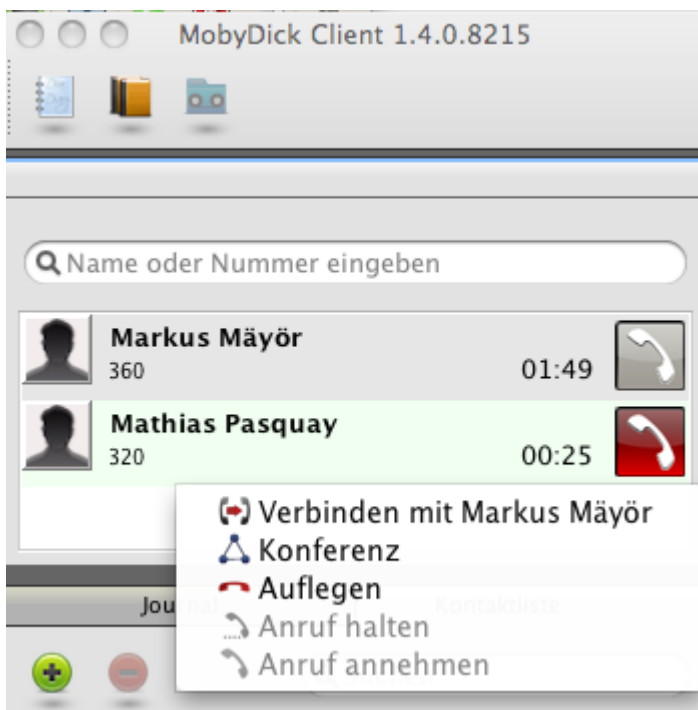 MobyDick Client 1.4.0.8215
Name oder Nummer eingeben
Markus Mäyör
360
01:49
Mathias Pasquay
320
00:25
Verbinden mit Markus Mäyör
Konferenz
Auflegen
Journal
Kontaktliste
Anruf halten
Anruf annehmen